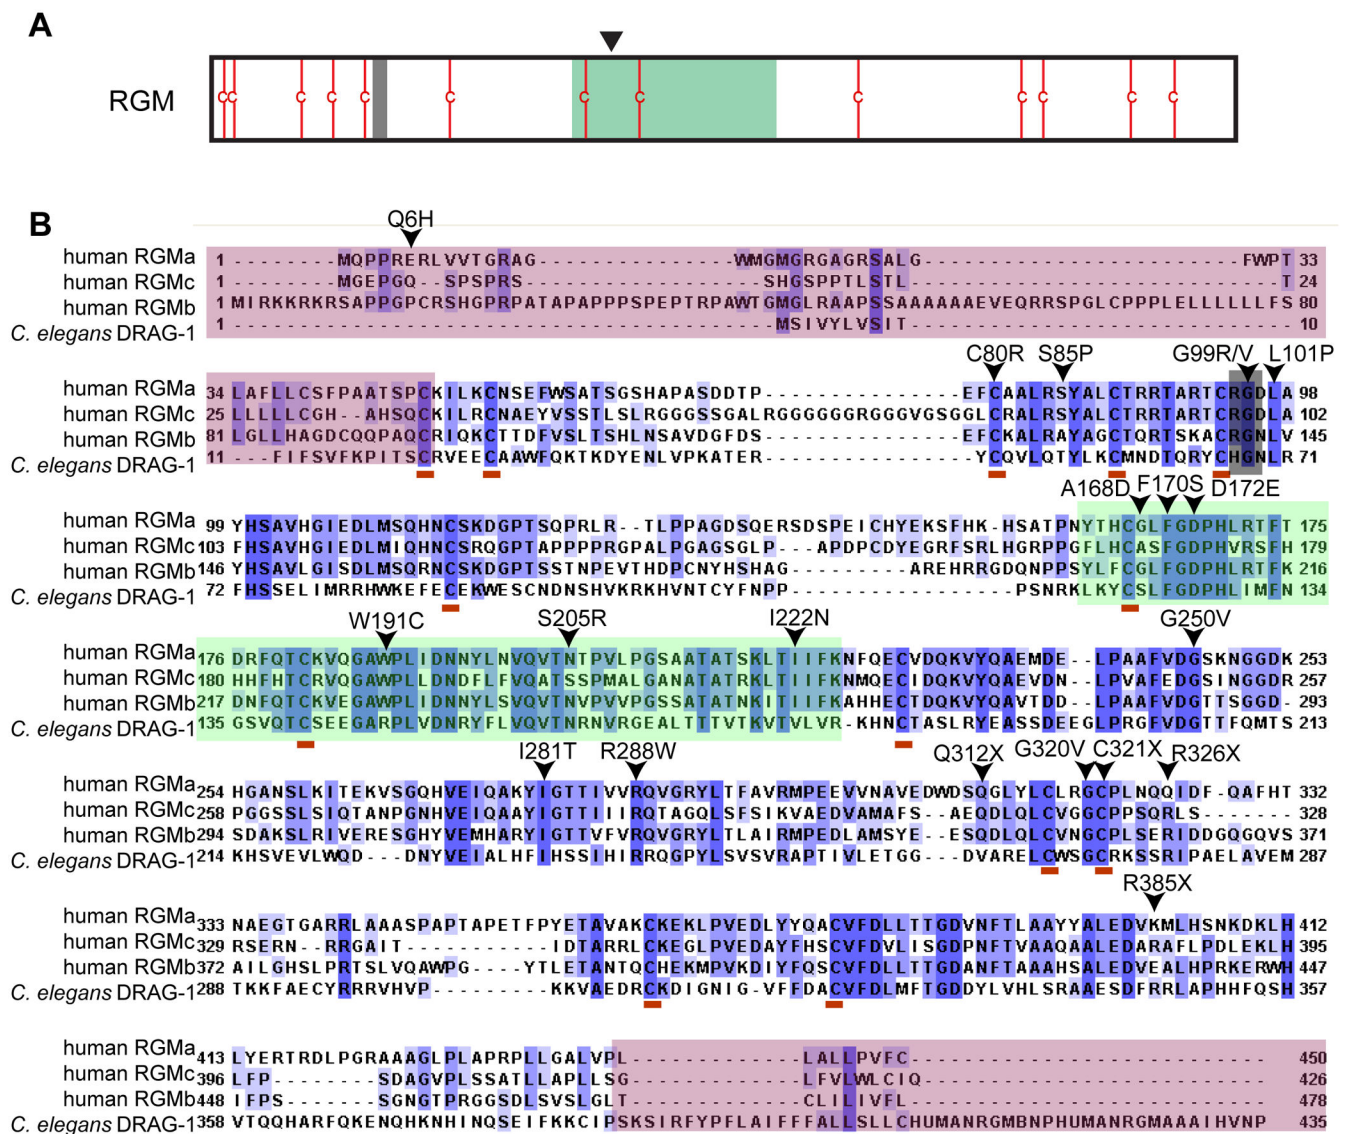 A
RGM
C C C C C C C C C C C C C
B
Q6H
human RGMa 1 --------MQPPRERLVVTGRAG---------------WMGMGRGAGRSALG------------------------FWPT 33
human RGMc 1 --------MGEPGQ-SPSPRS------------------SHGSPPTLSTL----------------------------T 24
human RGMb 1 MIRKKRKRSAPPGPCRSHGPRPATAPAPPPSPEPTRPAWTGMGLRAAPSSAAAAAAEVEQRRSPGLCPPPLELLLLLLFS 80
C. elegans DRAG-1 1 -----------------------------------------MSIVYLVSIT----------------------------- 10
C80R S85P G99R/V L101P
human RGMa 34 LAFLLCSFPAATSPCKILKCNSEFWSATSGSHAPASDDTP---------------EFCAALRSYALCTRRTARTCRGDLA 98
human RGMc 25 LLLLLCGH--AHSQCKILRCNAEYVSSTLSLRGGGSSGALRGGGGGGRGGGVGSGGLCRALRSYALCTRRTARTCRGDLA 102
human RGMb 81 LGLLHAGDCQQPAQCRIQKCTTDFVSLTSHLNSAVDGFDS---------------EFCKALRAYAGCTQRTSKACRGNLV 145
C. elegans DRAG-1 11 ---FIFSVFKPITSCRVEECAAWFQKTKDYENLVPKATER----------------YCQVLQTYLKCMNDTQRYCHGNLR 71
A168D F170S D172E
human RGMa 99 YHSAVHGIEDLMSQHNCSKDGPTSQPRLR--TLPPAGDSQERSDSPEICHYEKSFHK-HSATPNYTHCGLFGDPHLRTFT 175
human RGMc 103 FHSAVHGIEDLMIQHNCSRQGPTAPPPPRGPALPGAGSGLP---APDPCDYEGRFSRLHGRPPGFLHCASFGDPHVRSFH 179
human RGMb 146 YHSAVLGISDLMSQRNCSKDGPTSSTNPEVTHDPCNYHSHAG---------AREHRRGDQNPPSYLFCGLFGDPHLRTFK 216
C. elegans DRAG-1 72 FHSSELIMRRHWKEFECEKWESCNDNSHVKRKHVNTCYFNPP-----------------PSNRKLKYCSLFGDPHLIMFN 134
W191C S205R I222N G250V
human RGMa 176 DRFQTCKVQGAWPLIDNNYLNVQVTNTPVLPGSAATATSKLTIIFKNFQECVDQKVYQAEMDE--LPAAFVDGSKNGGDK 253
human RGMc 180 HHFHTCRVQGAWPLLDNDFLFVQATSSPMALGANATATRKLTIIFKNMQECIDQKVYQAEVDN--LPVAFEDGSINGGDR 257
human RGMb 217 DNFQTCKVEGAWPLIDNNYLSVQVTNVPVVPGSSATATNKITIIFKAHHECTDQKVYQAVTDD--LPAAFVDGTTSGGD- 293
C. elegans DRAG-1 135 GSVQTCSEEGARPLVDNRYFLVQVTNRNVRGEALTTTVTKVTVLVR-KHNCTASLRYEASSDEEGLPRGFVDGTTFQMTS 213
I281T R288W Q312X G320V C321X R326X
human RGMa 254 HGANSLKITEKVSGQHVEIQAKYIGTTIVVRQVGRYLTFAVRMPEEVVNAVEDWDSQGLYLCLRGCPLNQQIDF-QAFHT 332
human RGMc 258 PGGSSLSIQTANPGNHVEIQAAYIGTTIIIRQTAGQLSFSIKVAEDVAMAFS--AEQDLQLCVGGCPPSQRLS------- 328
human RGMb 294 SDAKSLRIVERESGHYVEMHARYIGTTVFVRQVGRYLTLAIRMPEDLAMSYE--ESQDLQLCVNGCPLSERIDDGQGQVS 371
C. elegans DRAG-1 214 KHSVEVLWQD---DNYVEIALHFIHSSIHIRRQGPYLSVSVRAPTIVLETGG--DVARELCWSGCRKSSRIPAELAVEM 287
R385X
human RGMa 333 NAEGTGARRLAAASPAPTAPETFPYETAVAKCKEKLPVEDLYYQACVFDLLTTGDVNFTLAAYYALEDVKMLHSNKDKLH 412
human RGMc 329 RSERN--RRGAIT-----------IDTARRLCKEGLPVEDAYFHSCVFDVLISGDPNFTVAAQAALEDARAFLPDLEKLH 395
human RGMb 372 AILGHSLPRTSLVQAWPG----YTLETANTQCHEKMPVKDIYFQSCVFDLLTTGDANFTAAAHSALEDVEALHPRKERWH 447
C. elegans DRAG-1 288 TKKFAECYRRRVHVP---------KKVAEDRCKDIGNIG-VFFDACVFDLMFTGDDYLVHLSRAAESDFRRLAPHHFQSH 357
human RGMa 413 LYERTRDLPGRAAAGLPLAPRPLLGALVPL-------------LALLPVFC--------------------------- 450
human RGMc 396 LFP--------SDAGVPLSSATLLAPLLSG-------------LFVLWLCIQ-------------------------- 426
human RGMb 448 IFPS-------SGNGTPRGGSDLSVSLGLT-------------CLILIVFL--------------------------- 478
C. elegans DRAG-1 358 VTQQHARFQKENQHKNHINQSEIFKKCIPSKSIRFYPFLAIFFFALLSLLCHUMANRGMBNPHUMANRGMAAAIHVNP 435